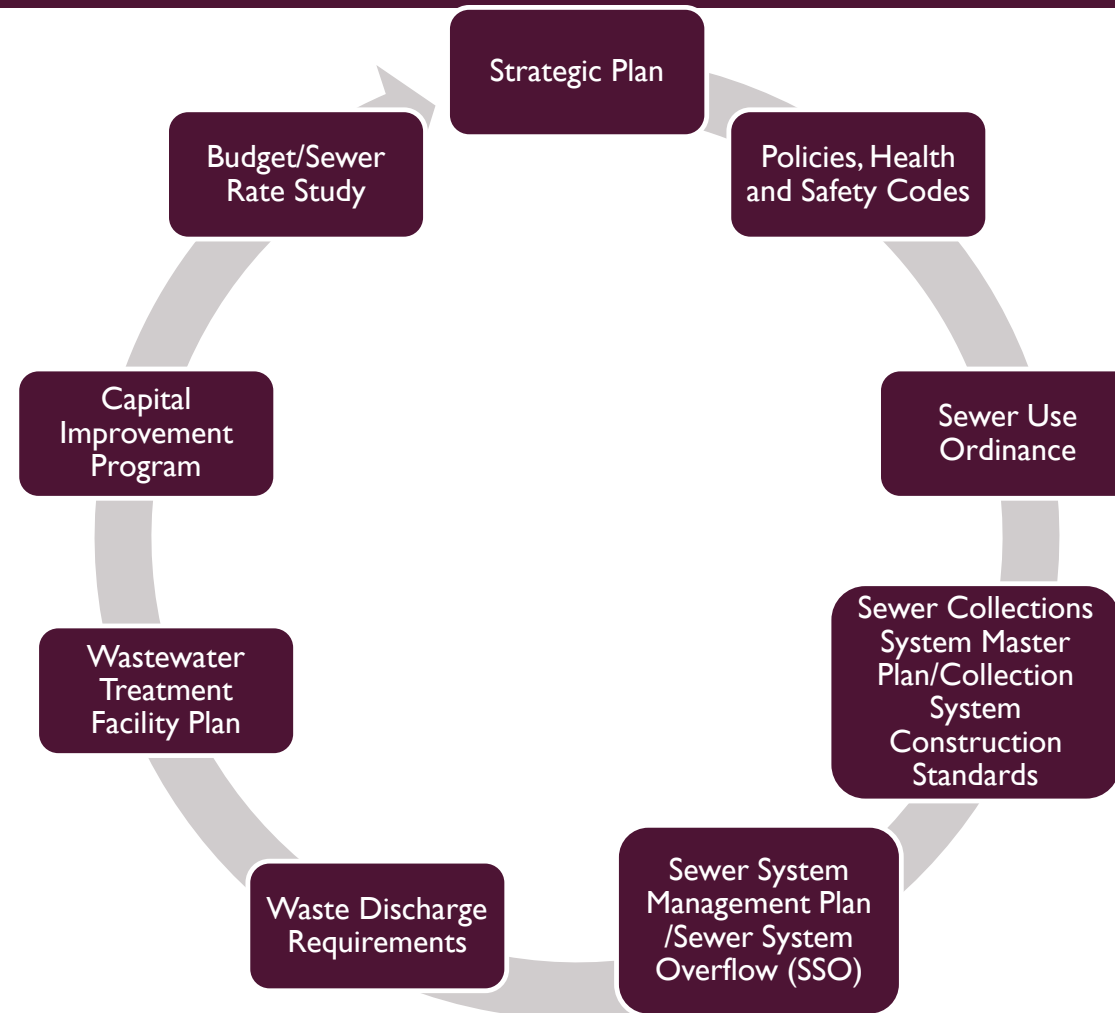 Strategic Plan
Policies, Health
and Safety Codes
Sewer Use
Ordinance
Sewer Collections
System Master
Plan/Collection
System
Construction
Standards
Sewer System
Management Plan
/Sewer System
Overflow (SSO)
Waste Discharge
Requirements
Wastewater
Treatment
Facility Plan
Capital
Improvement
Program
Budget/Sewer
Rate Study